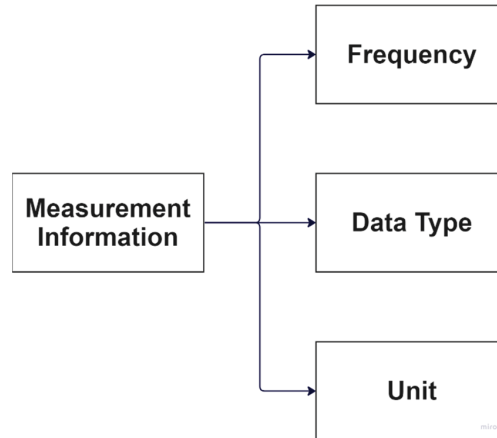 Frequency
Measurement
Information
Data Type
Unit
miro